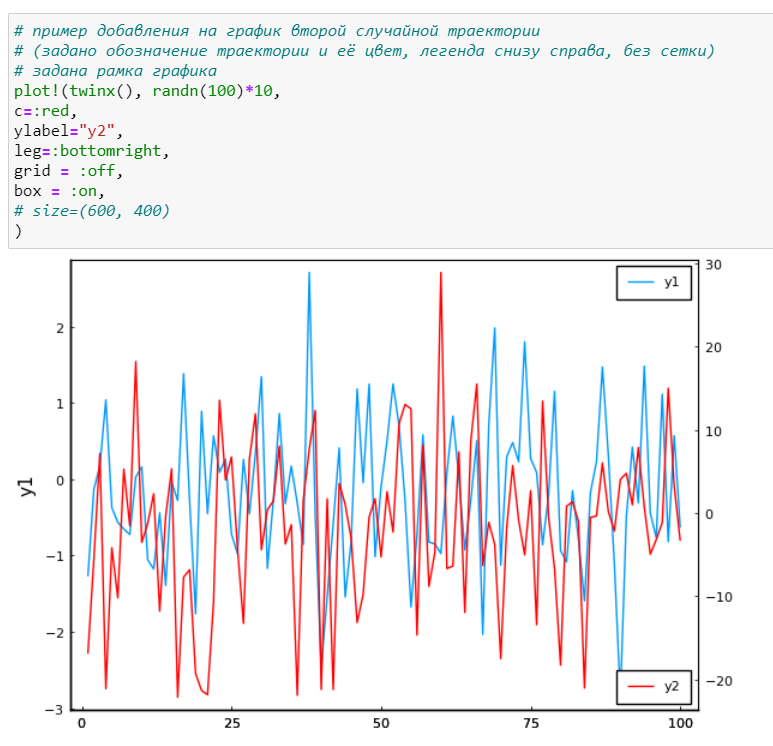 # пример добавления на график второй случайной траектории
# (задано обозначение траектории и её цвет, легенда снизу справа, без сетки)
# задана рамка графика
plot!(twinx(), randn(100)*10,
c=:red,
ylabel="y2",
leg=:bottomright,
grid = :off,
box = :on,
# size=(600, 400)
)
30
y1
2
20
1
10
0
0
y1
−1
−10
−2
y2
−20
−3
0 25 50 75 100